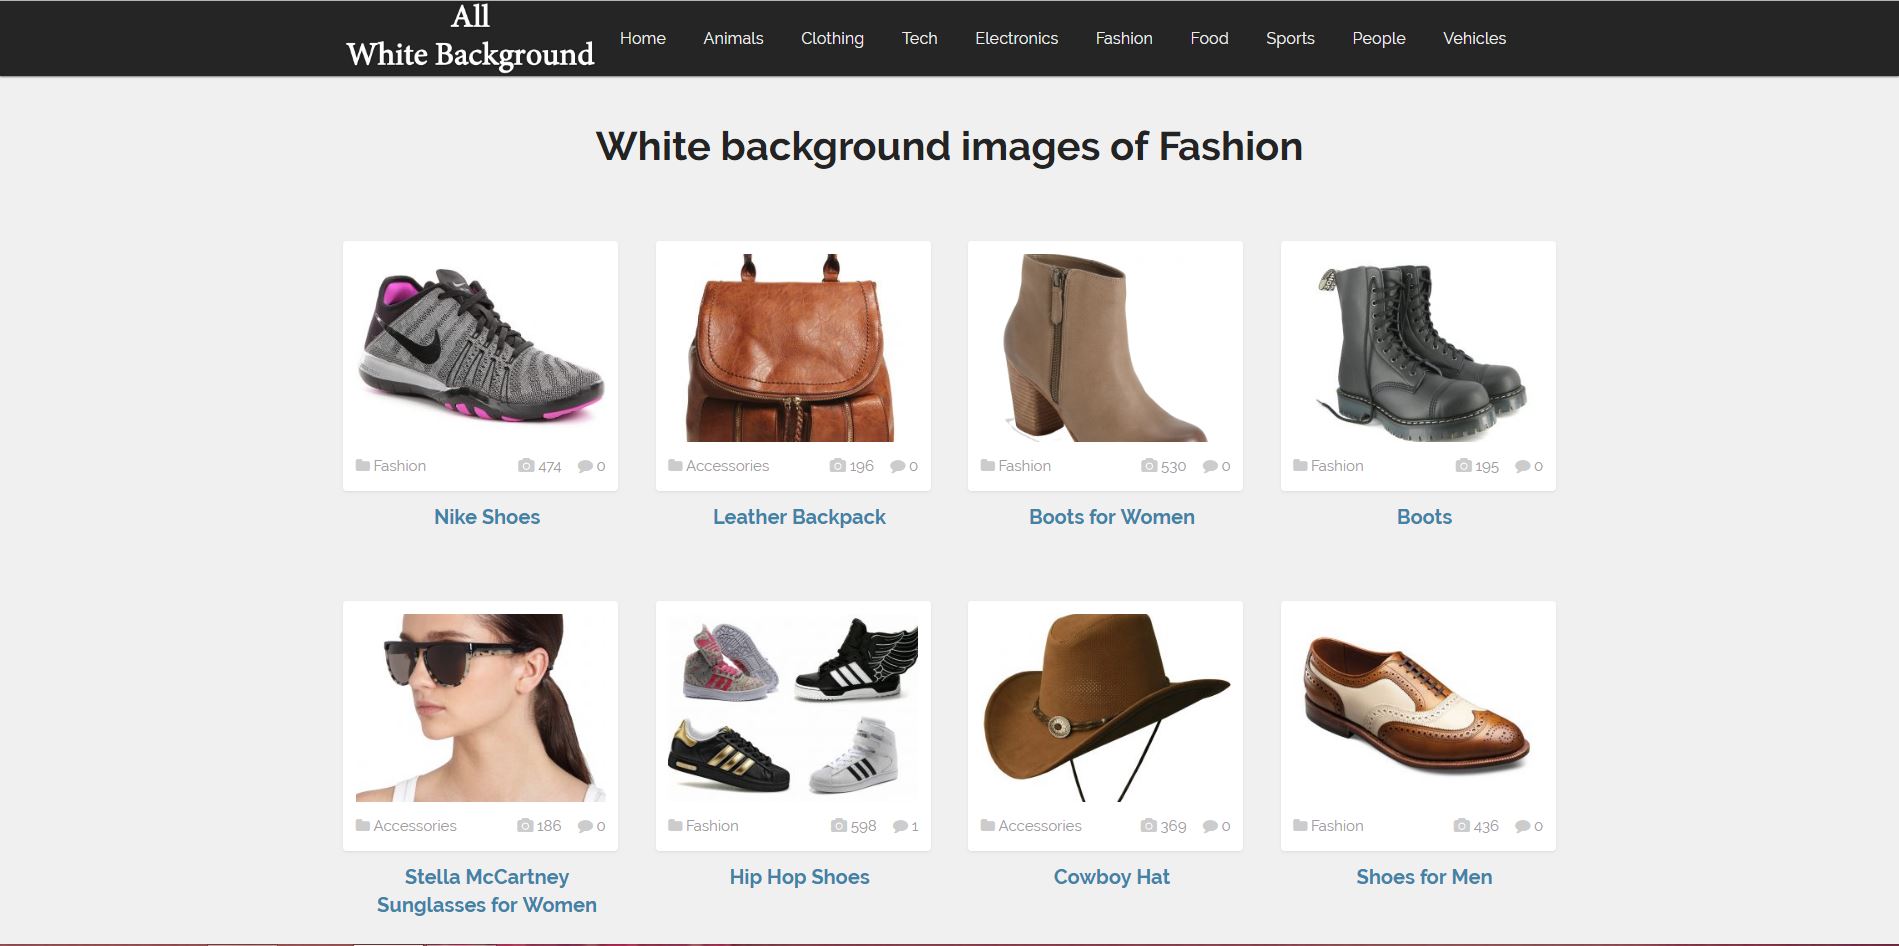 All
White Background
Home Animals Clothing Tech Electronics Fashion Food Sports People Vehicles
White background images of Fashion
Fashion 474 0
Nike Shoes
Accessories 196 0
Leather Backpack
Fashion 530 0
Boots for Women
Fashion 195 0
Boots
Accessories 186 0
Stella McCartney
Sunglasses for Women
Fashion 598 1
Hip Hop Shoes
Accessories 369 0
Cowboy Hat
Fashion 436 0
Shoes for Men